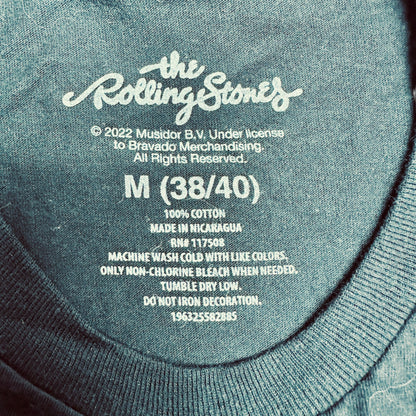 the
Rolling Stones
© 2022 Musidor B.V. Under license
to Bravado Merchandising.
All Rights Reserved.
M (38/40)
100% COTTON
MADE IN NICARAGUA
RN# 117508
MACHINE WASH COLD WITH LIKE COLORS.
ONLY NON-CHLORINE BLEACH WHEN NEEDED.
TUMBLE DRY LOW.
DO NOT IRON DECORATION.
196325582885